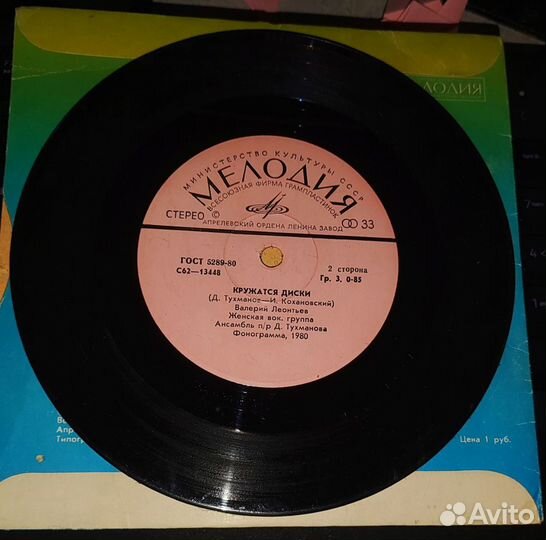 МЕЛОДИЯ
МИНИСТЕРСТВО КУЛЬТУРЫ СССР
МЕЛОДИЯ
ВСЕСОЮЗНАЯ ФИРМА ГРАМПЛАСТИНОК
СТЕРЕО ©
33
АПРЕЛЕВСКИЙ ОРДЕНА ЛЕНИНА ЗАВОД
ГОСТ 5289-80
С62—13448
2 сторона
Гр. 3. 0-85
КРУЖАТСЯ ДИСКИ
(Д. Тухманов—И. Кохановский)
Валерий Леонтьев
Женская вок. группа
Ансамбль п/р Д. Тухманова
Фонограмма, 1980
Цена 1 руб.
Avito